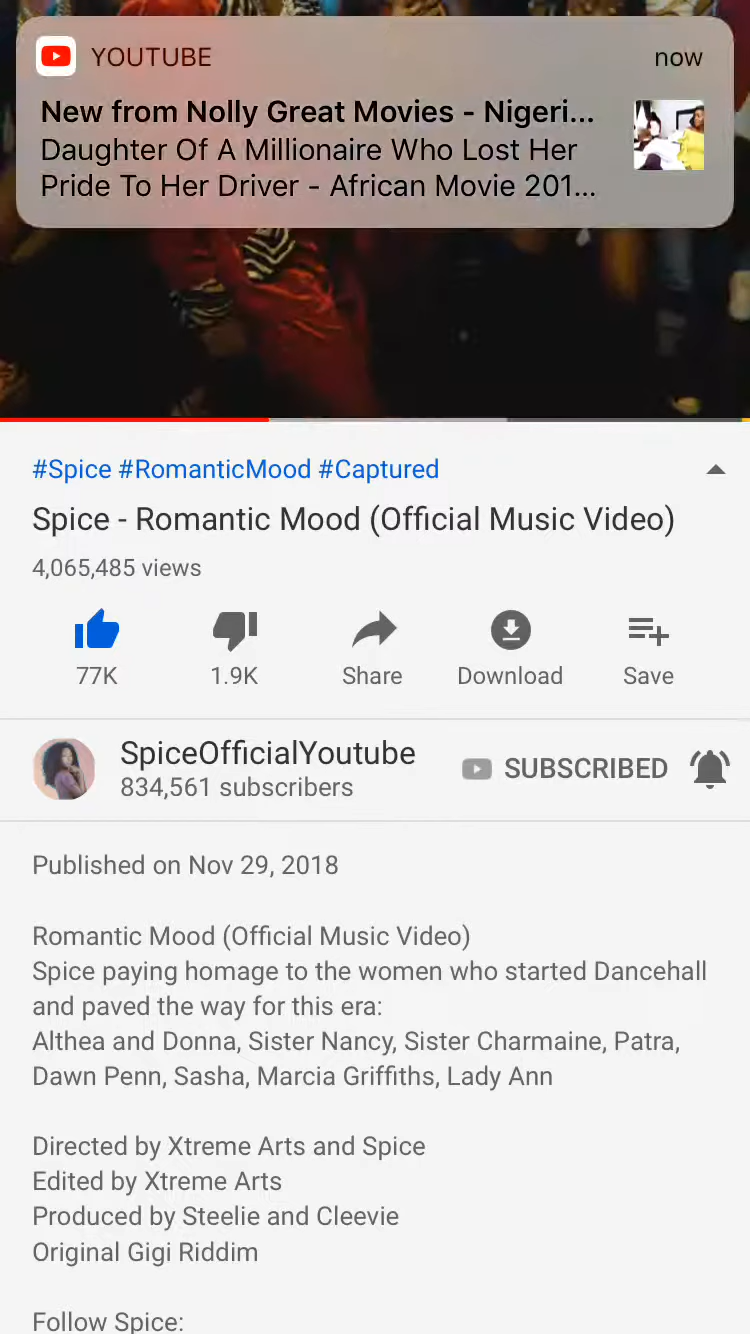 YOUTUBE
now
New from Nolly Great Movies - Nigeri...
Daughter Of A Millionaire Who Lost Her
Pride To Her Driver - African Movie 201...
#Spice #RomanticMood #Captured
Spice - Romantic Mood (Official Music Video)
4,065,485 views
77K
1.9K
Share
Download
Save
SpiceOfficialYoutube
834,561 subscribers
SUBSCRIBED
Published on Nov 29, 2018
Romantic Mood (Official Music Video)
Spice paying homage to the women who started Dancehall
and paved the way for this era:
Althea and Donna, Sister Nancy, Sister Charmaine, Patra,
Dawn Penn, Sasha, Marcia Griffiths, Lady Ann
Directed by Xtreme Arts and Spice
Edited by Xtreme Arts
Produced by Steelie and Cleevie
Original Gigi Riddim
Follow Spice: